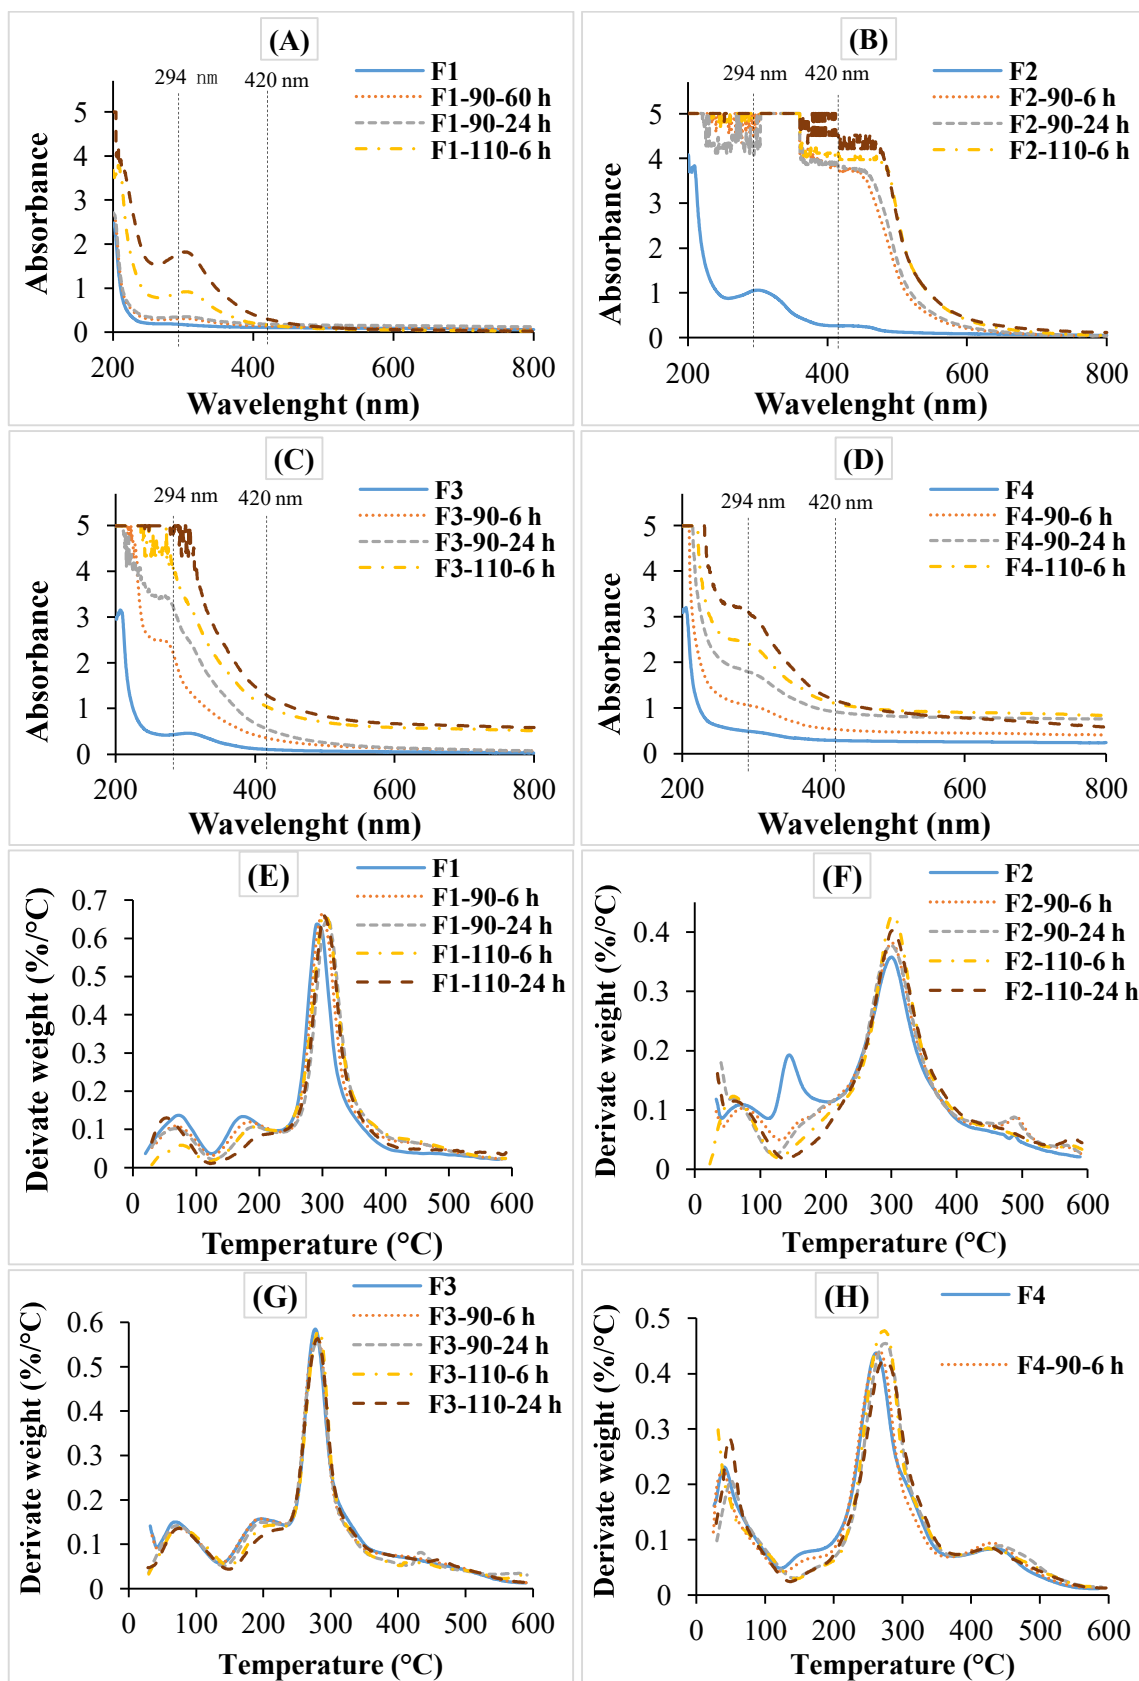 (A)
294 nm
420 nm
F1
F1-90-60 h
F1-90-24 h
F1-110-6 h
5
4
3
2
1
0
200
400
600
800
Absorbance
Wavelenght (nm)
(B)
294 nm
420 nm
F2
F2-90-6 h
F2-90-24 h
F2-110-6 h
5
4
3
2
1
0
200
400
600
800
Absorbance
Wavelenght (nm)
(C)
294 nm
420 nm
F3
F3-90-6 h
F3-90-24 h
F3-110-6 h
5
4
3
2
1
0
200
400
600
800
Absorbance
Wavelenght (nm)
(D)
294 nm
420 nm
F4
F4-90-6 h
F4-90-24 h
F4-110-6 h
5
4
3
2
1
0
200
400
600
800
Absorbance
Wavelenght (nm)
(E)
F1
F1-90-6 h
F1-90-24 h
F1-110-6 h
F1-110-24 h
0.7
0.6
0.5
0.4
0.3
0.2
0.1
0
0
100
200
300
400
500
600
Deivate weight (%/°C)
Temperature (°C)
(F)
F2
F2-90-6 h
F2-90-24 h
F2-110-6 h
F2-110-24 h
0.4
0.3
0.2
0.1
0
0
100
200
300
400
500
600
Derivate weight (%/°C)
Temperature (°C)
(G)
F3
F3-90-6 h
F3-90-24 h
F3-110-6 h
F3-110-24 h
0.6
0.5
0.4
0.3
0.2
0.1
0
0
100
200
300
400
500
600
Derivate weight (%/°C)
Temperature (°C)
(H)
F4
F4-90-6 h
0.5
0.4
0.3
0.2
0.1
0
0
100
200
300
400
500
600
Derivate weight (%/°C)
Temperature (°C)